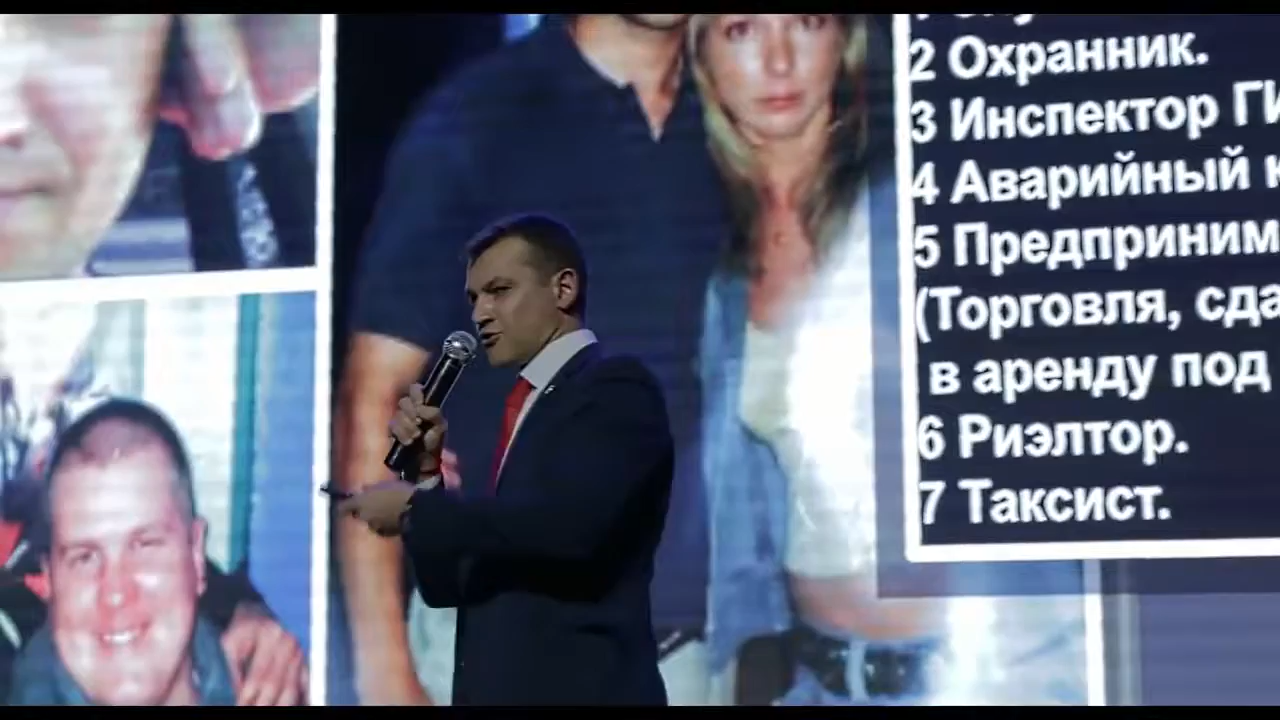 2 Охранник.
3 Инспектор
4 Аварийный
5
(Торговля,
в аренду под
6 Риэлтор.
7 Таксист.